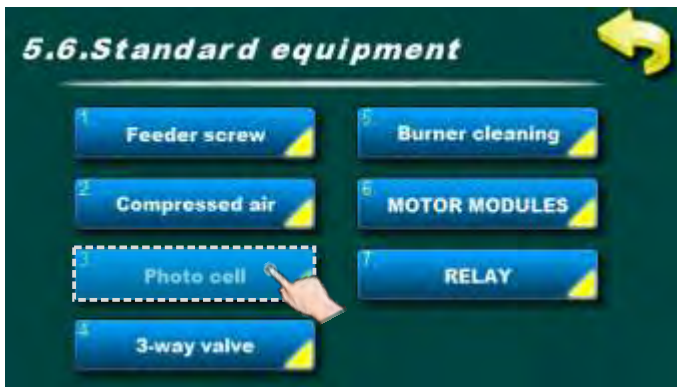 5.6.Standard equipment
1
Feeder screw
2
Compressed air
3
Photo cell
4
3-way valve
5
Burner cleaning
6
MOTOR MODULES
7
RELAY